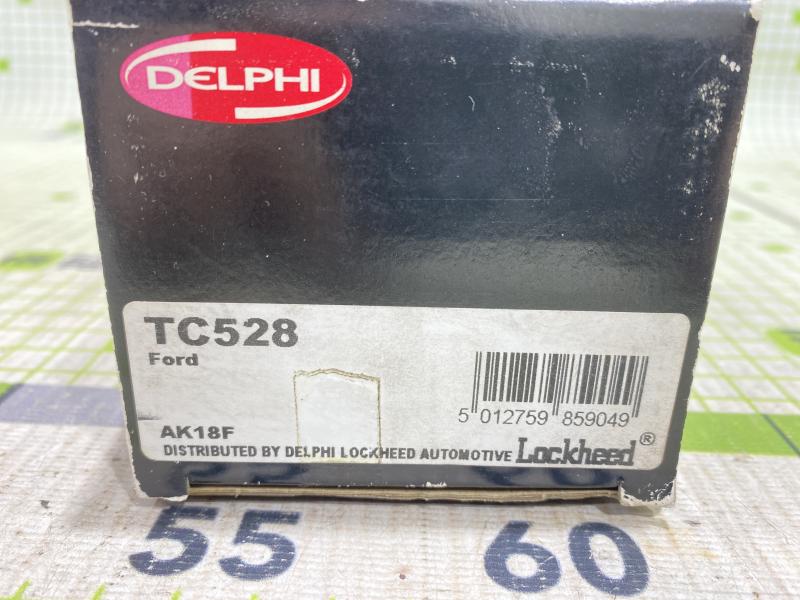 DELPHI
TC528
Ford
5 012759 859049
AK18F
DISTRIBUTED BY DELPHI LOCKHEED AUTOMOTIVE Lockheed®
55 60